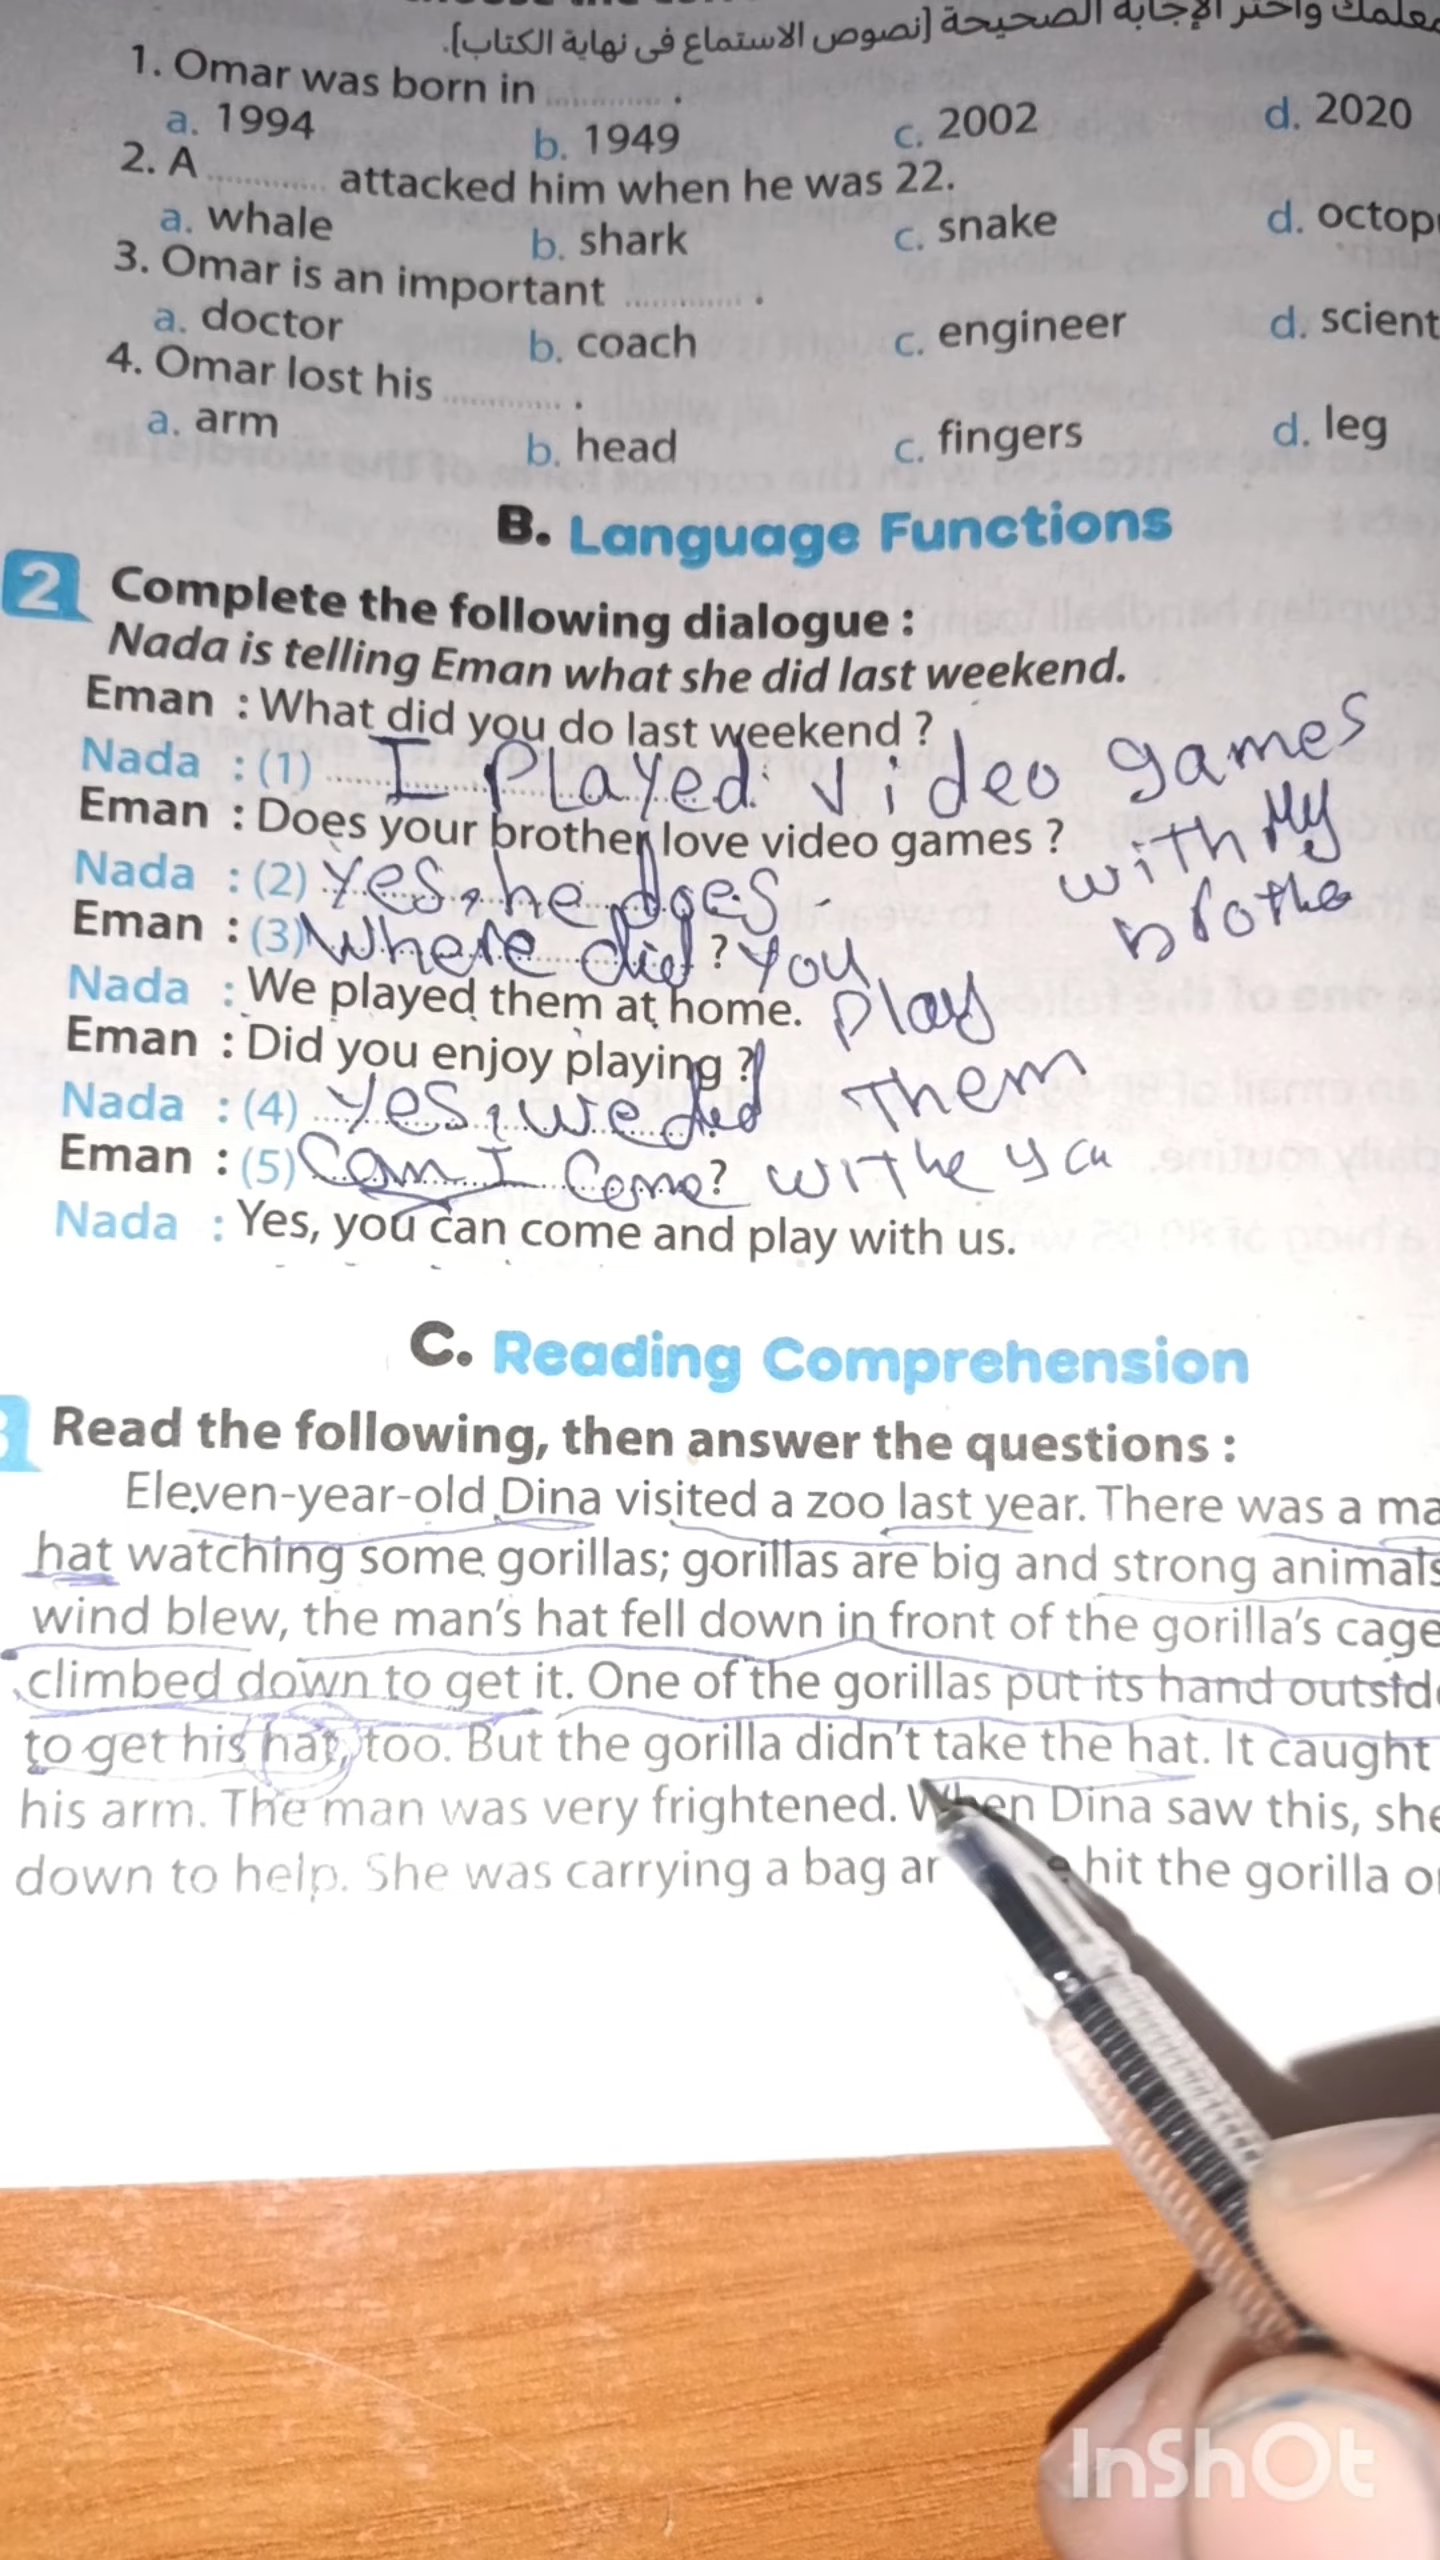 معلمك واختر الإجابة الصحيحة [نصوص الاستماع فى نهاية الكتاب].
1. Omar was born in ............ .
a. 1994 b. 1949 c. 2002 d. 2020
2. A ............ attacked him when he was 22.
a. whale b. shark c. snake d. octop
3. Omar is an important ............ .
a. doctor b. coach c. engineer d. scient
4. Omar lost his ............ .
a. arm b. head c. fingers d. leg
B. Language Functions
2 Complete the following dialogue :
Nada is telling Eman what she did last weekend.
Eman : What did you do last weekend ?
Nada : (1) I Played video games with My brothe
Eman : Does your brother love video games ?
Nada : (2) Yes, he does
Eman : (3) Where did ? you play them
Nada : We played them at home.
Eman : Did you enjoy playing ?
Nada : (4) Yes, we did
Eman : (5) Can I Come ? withe you
Nada : Yes, you can come and play with us.
C. Reading Comprehension
Read the following, then answer the questions :
Eleven-year-old Dina visited a zoo last year. There was a ma
hat watching some gorillas; gorillas are big and strong animals
wind blew, the man's hat fell down in front of the gorilla's cage
climbed down to get it. One of the gorillas put its hand outsid
to get his hat, too. But the gorilla didn't take the hat. It caught
his arm. The man was very frightened. When Dina saw this, she
down to help. She was carrying a bag hit the gorilla o
InShOt